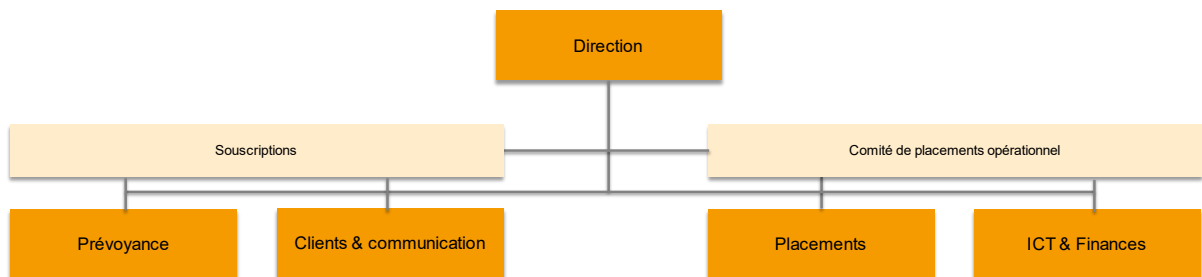 Direction
Souscriptions
Comité de placements opérationnel
Prévoyance
Clients & communication
Placements
ICT & Finances